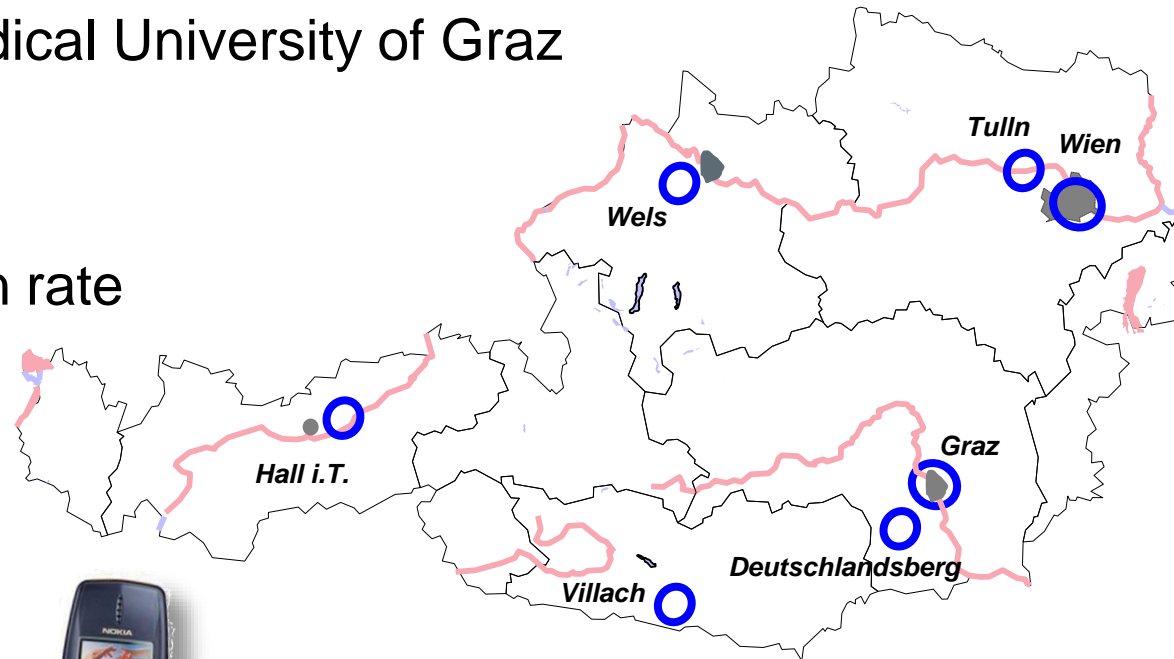 dical University of Graz
Tulln
Wien
Wels
n rate
Graz
Hall i.T.
Deutschlandsberg
Villach
NOKIA